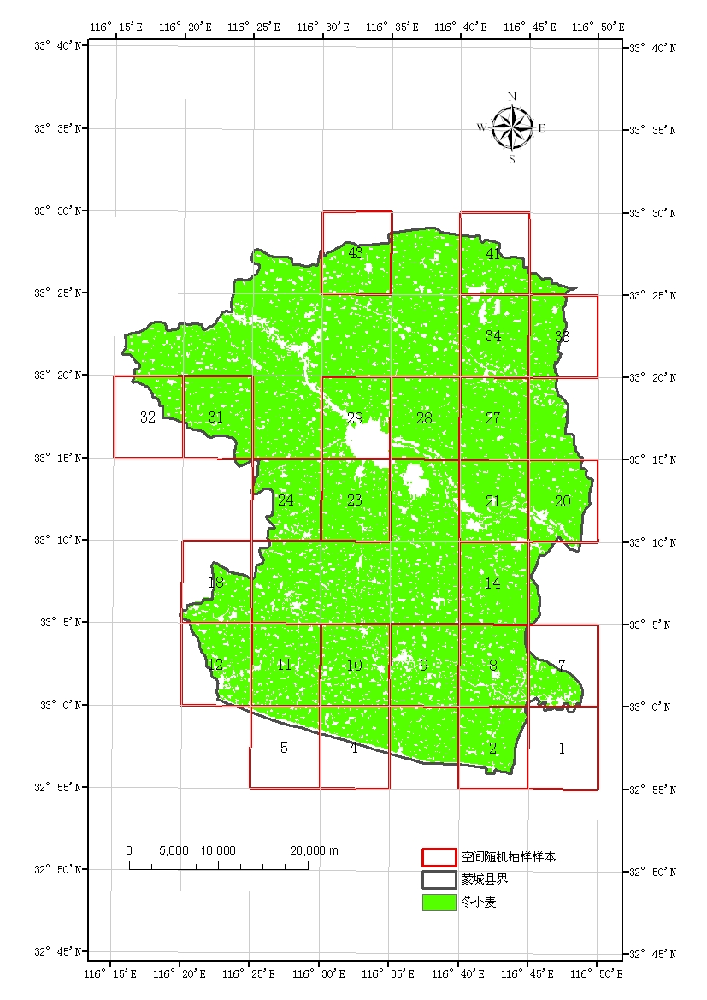 116° 15'E 116° 20'E 116° 25'E 116° 30'E 116° 35'E 116° 40'E 116° 45'E 116° 50'E
33° 40'N 33° 40'N
N
W E
S
33° 35'N 33° 35'N
33° 30'N 33° 30'N
43 41
33° 25'N 33° 25'N
34 33
33° 20'N 33° 20'N
32 31 29 28 27
33° 15'N 33° 15'N
24 23 21 20
33° 10'N 33° 10'N
18 14
33° 5'N 33° 5'N
12 11 10 9 8 7
33° 0'N 33° 0'N
5 4 2 1
32° 55'N 32° 55'N
0 5,000 10,000 20,000 m
空间随机抽样样本
32° 50'N 32° 50'N
蒙城县界
冬小麦
32° 45'N 32° 45'N
116° 15'E 116° 20'E 116° 25'E 116° 30'E 116° 35'E 116° 40'E 116° 45'E 116° 50'E